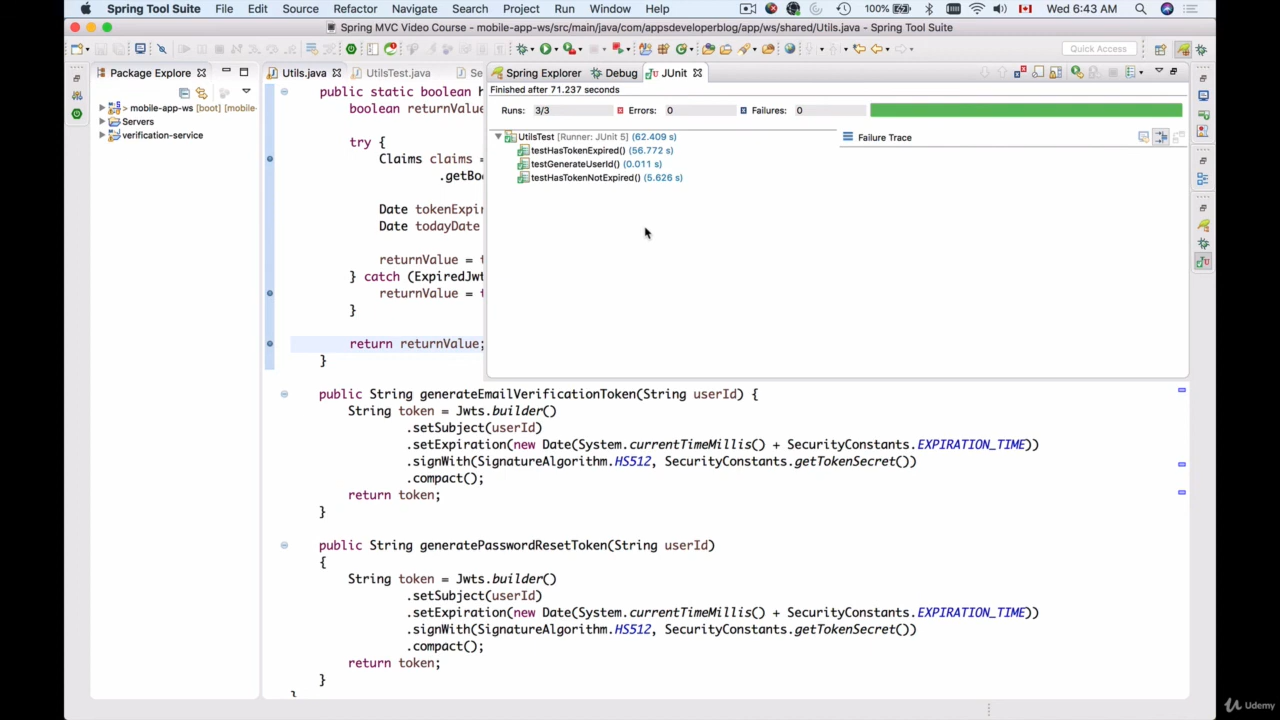 Spring Tool Suite File Edit Source Refactor Navigate Search Project Run Window Help 100% Wed 6:43 AM
Spring MVC Video Course - mobile-app-ws/src/main/java/com/appsdeveloperblog/app/ws/shared/Utils.java - Spring Tool Suite
Quick Access
Package Explorer
Utils.java
UtilsTest.java
Se
Spring Explorer
Debug
JUnit
> mobile-app-ws [boot] [mobile-
Servers
verification-service
Finished after 71.237 seconds
Runs: 3/3
Errors: 0
Failures: 0
UtilsTest [Runner: JUnit 5] (62.409 s)
testHasTokenExpired() (56.772 s)
testGenerateUserId() (0.011 s)
testHasTokenNotExpired() (5.626 s)
Failure Trace
public static boolean h
boolean returnValue
try {
Claims claims =
.getBo
Date tokenExpir
Date todayDate
returnValue = t
} catch (ExpiredJwt
returnValue = t
}
return returnValue;
}
public String generateEmailVerificationToken(String userId) {
String token = Jwts.builder()
.setSubject(userId)
.setExpiration(new Date(System.currentTimeMillis() + SecurityConstants.EXPIRATION_TIME))
.signWith(SignatureAlgorithm.HS512, SecurityConstants.getTokenSecret())
.compact();
return token;
}
public String generatePasswordResetToken(String userId)
{
String token = Jwts.builder()
.setSubject(userId)
.setExpiration(new Date(System.currentTimeMillis() + SecurityConstants.EXPIRATION_TIME))
.signWith(SignatureAlgorithm.HS512, SecurityConstants.getTokenSecret())
.compact();
return token;
}
}
Udemy